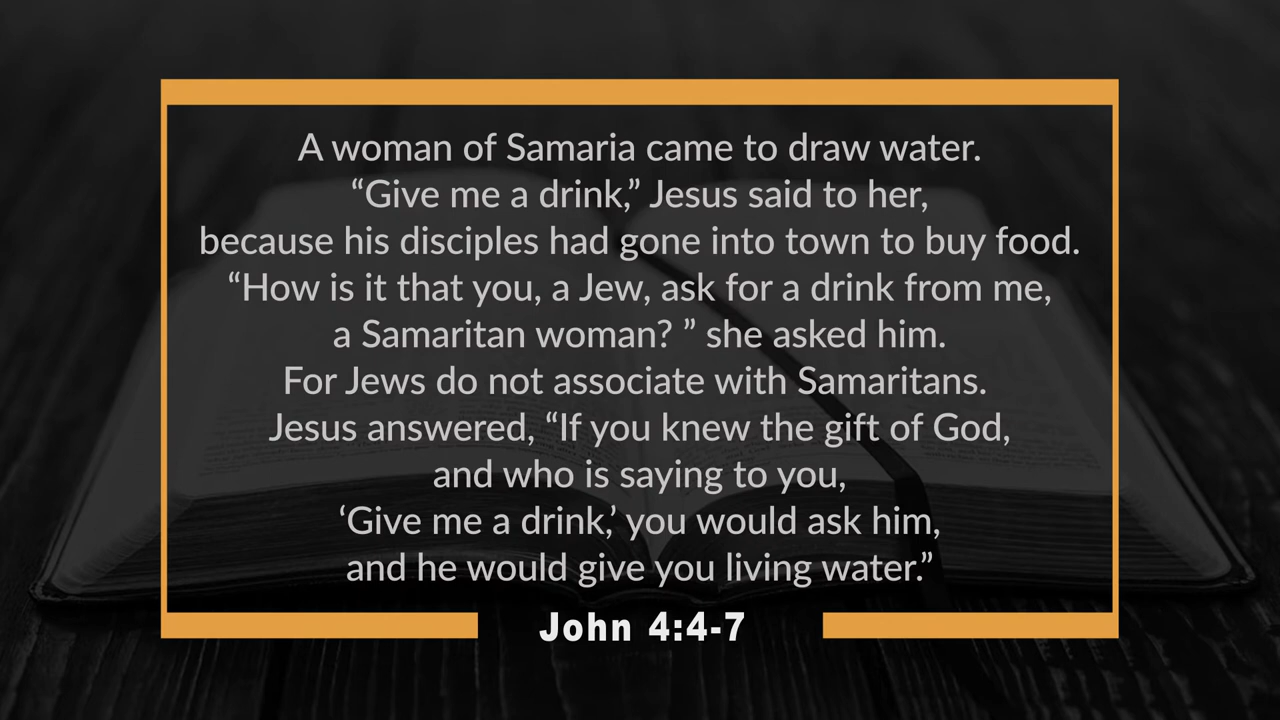 A woman of Samaria came to draw water.
“Give me a drink,” Jesus said to her,
because his disciples had gone into town to buy food.
“How is it that you, a Jew, ask for a drink from me,
a Samaritan woman? ” she asked him.
For Jews do not associate with Samaritans.
Jesus answered, “If you knew the gift of God,
and who is saying to you,
‘Give me a drink,’ you would ask him,
and he would give you living water.”
John 4:4-7